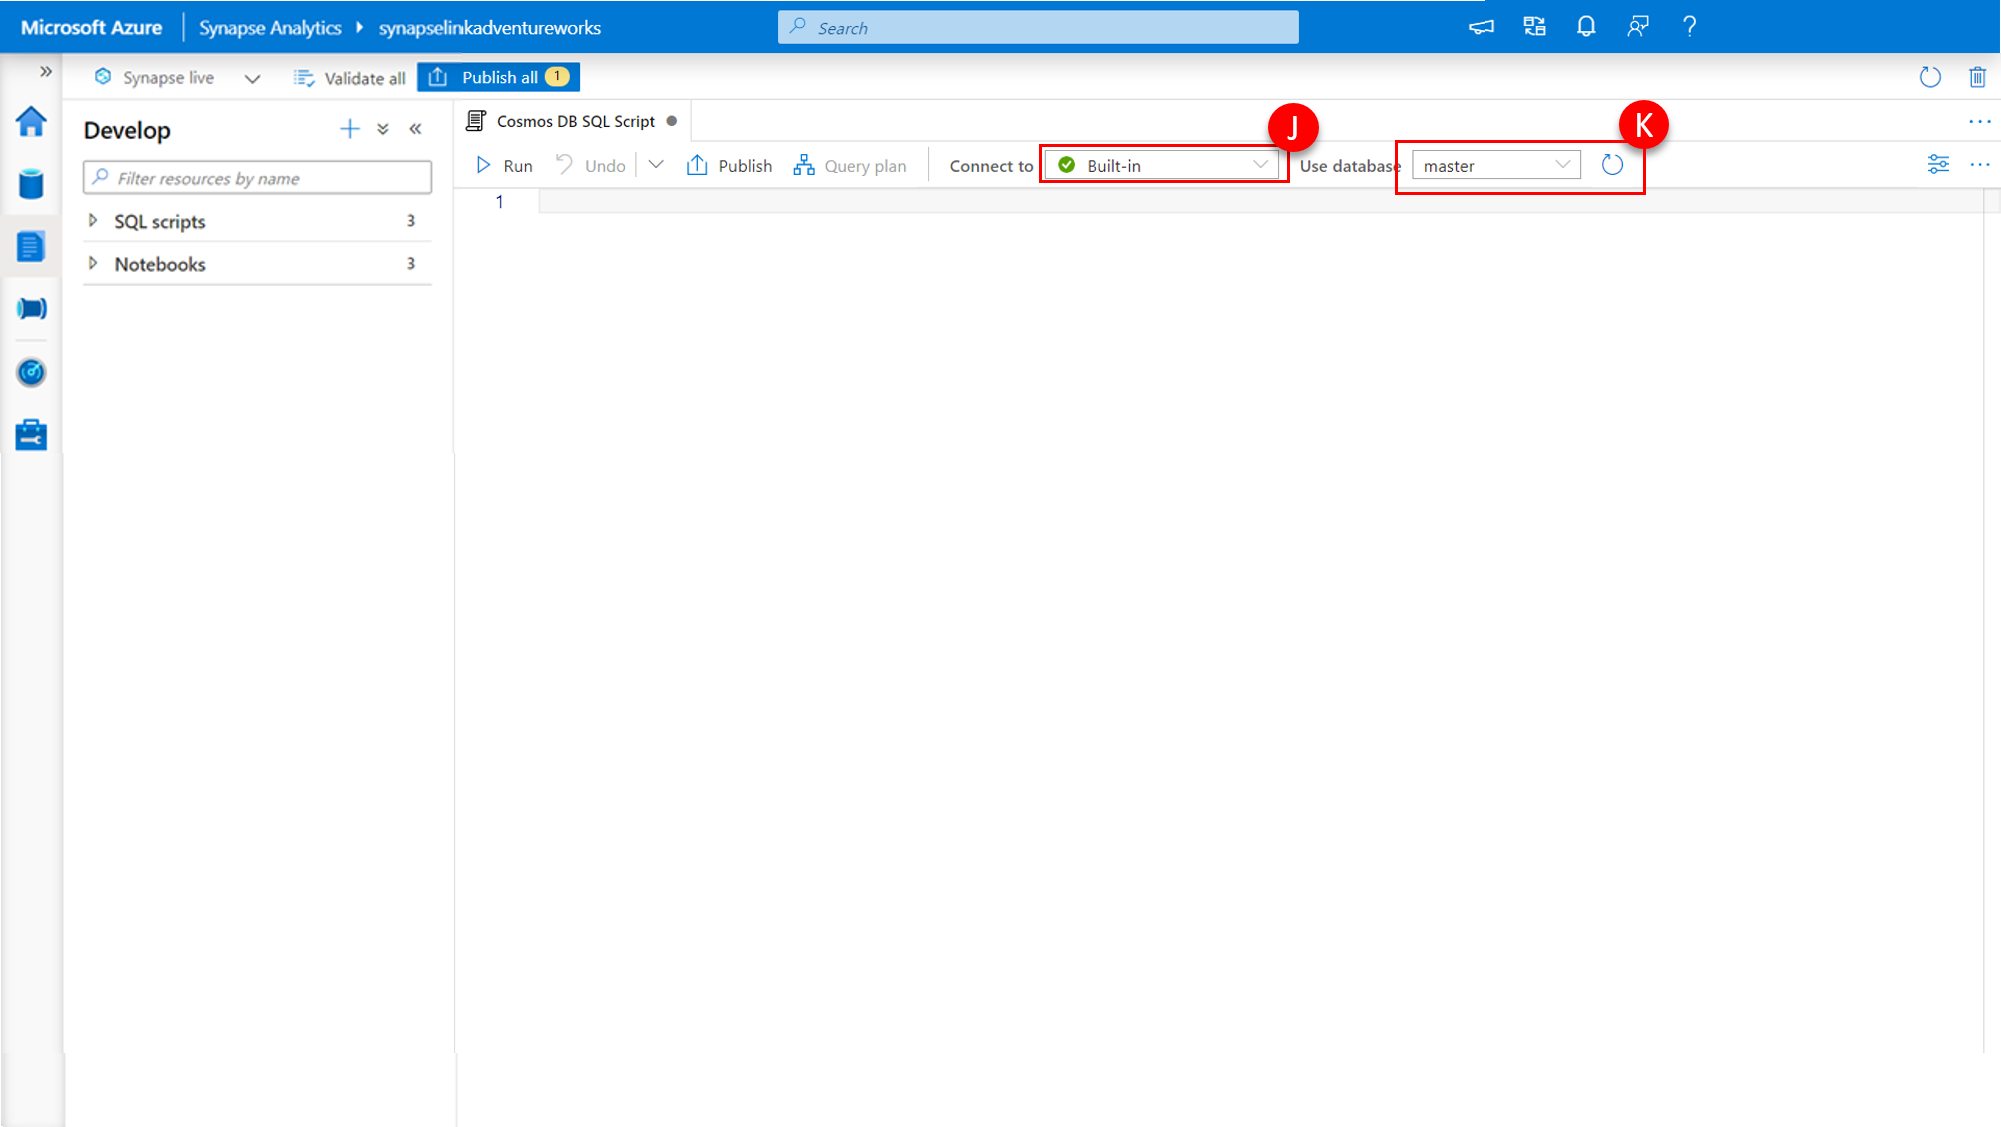 Microsoft Azure Synapse Analytics synapselinkadventureworks Search ?
Synapse live Validate all Publish all 1
Develop
Cosmos DB SQL Script
J
K
Filter resources by name
Run Undo Publish Query plan Connect to Built-in Use database master
1
SQL scripts 3
Notebooks 3